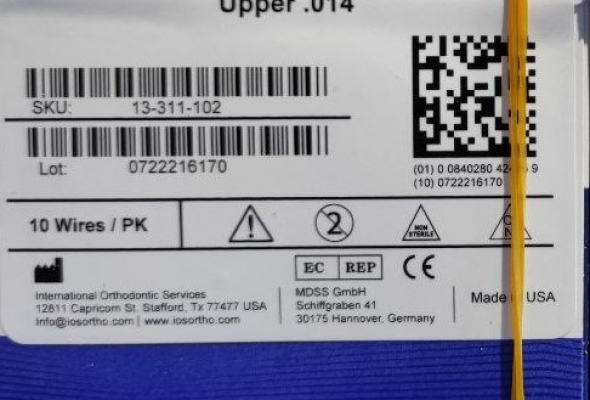 Upper .014
SKU: 13-311-102
Lot: 0722216170
(01) 0 0840280 42 9
(10) 0722216170
10 Wires / PK
2
NON
STERILE
EC REP
CE
International Orthodontic Services
12811 Capricorn St. Stafford, Tx 77477 USA
Info@iosortho.com | www.iosortho.com
MDSS GmbH
Schiffgraben 41
30175 Hannover, Germany
Made USA